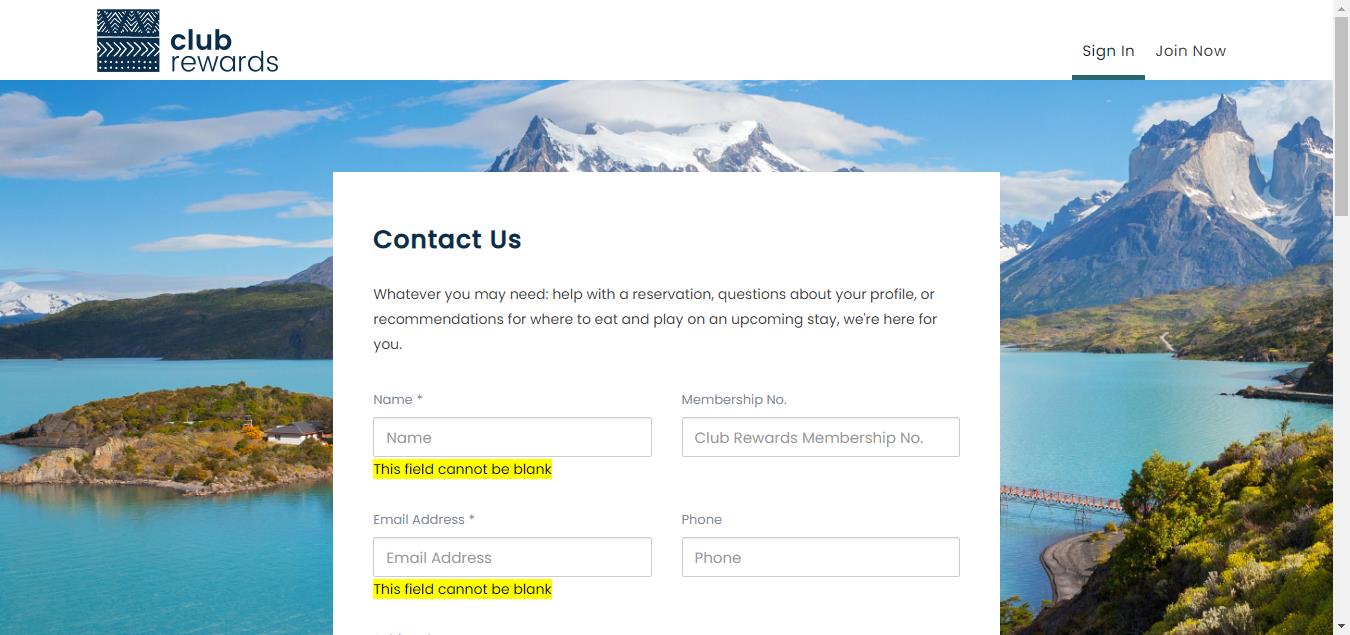 club
rewards
Sign In
Join Now
Contact Us
Whatever you may need: help with a reservation, questions about your profile, or
recommendations for where to eat and play on an upcoming stay, we're here for
you.
Name *
Membership No.
Name
Club Rewards Membership No.
This field cannot be blank
Email Address *
Phone
Email Address
Phone
This field cannot be blank